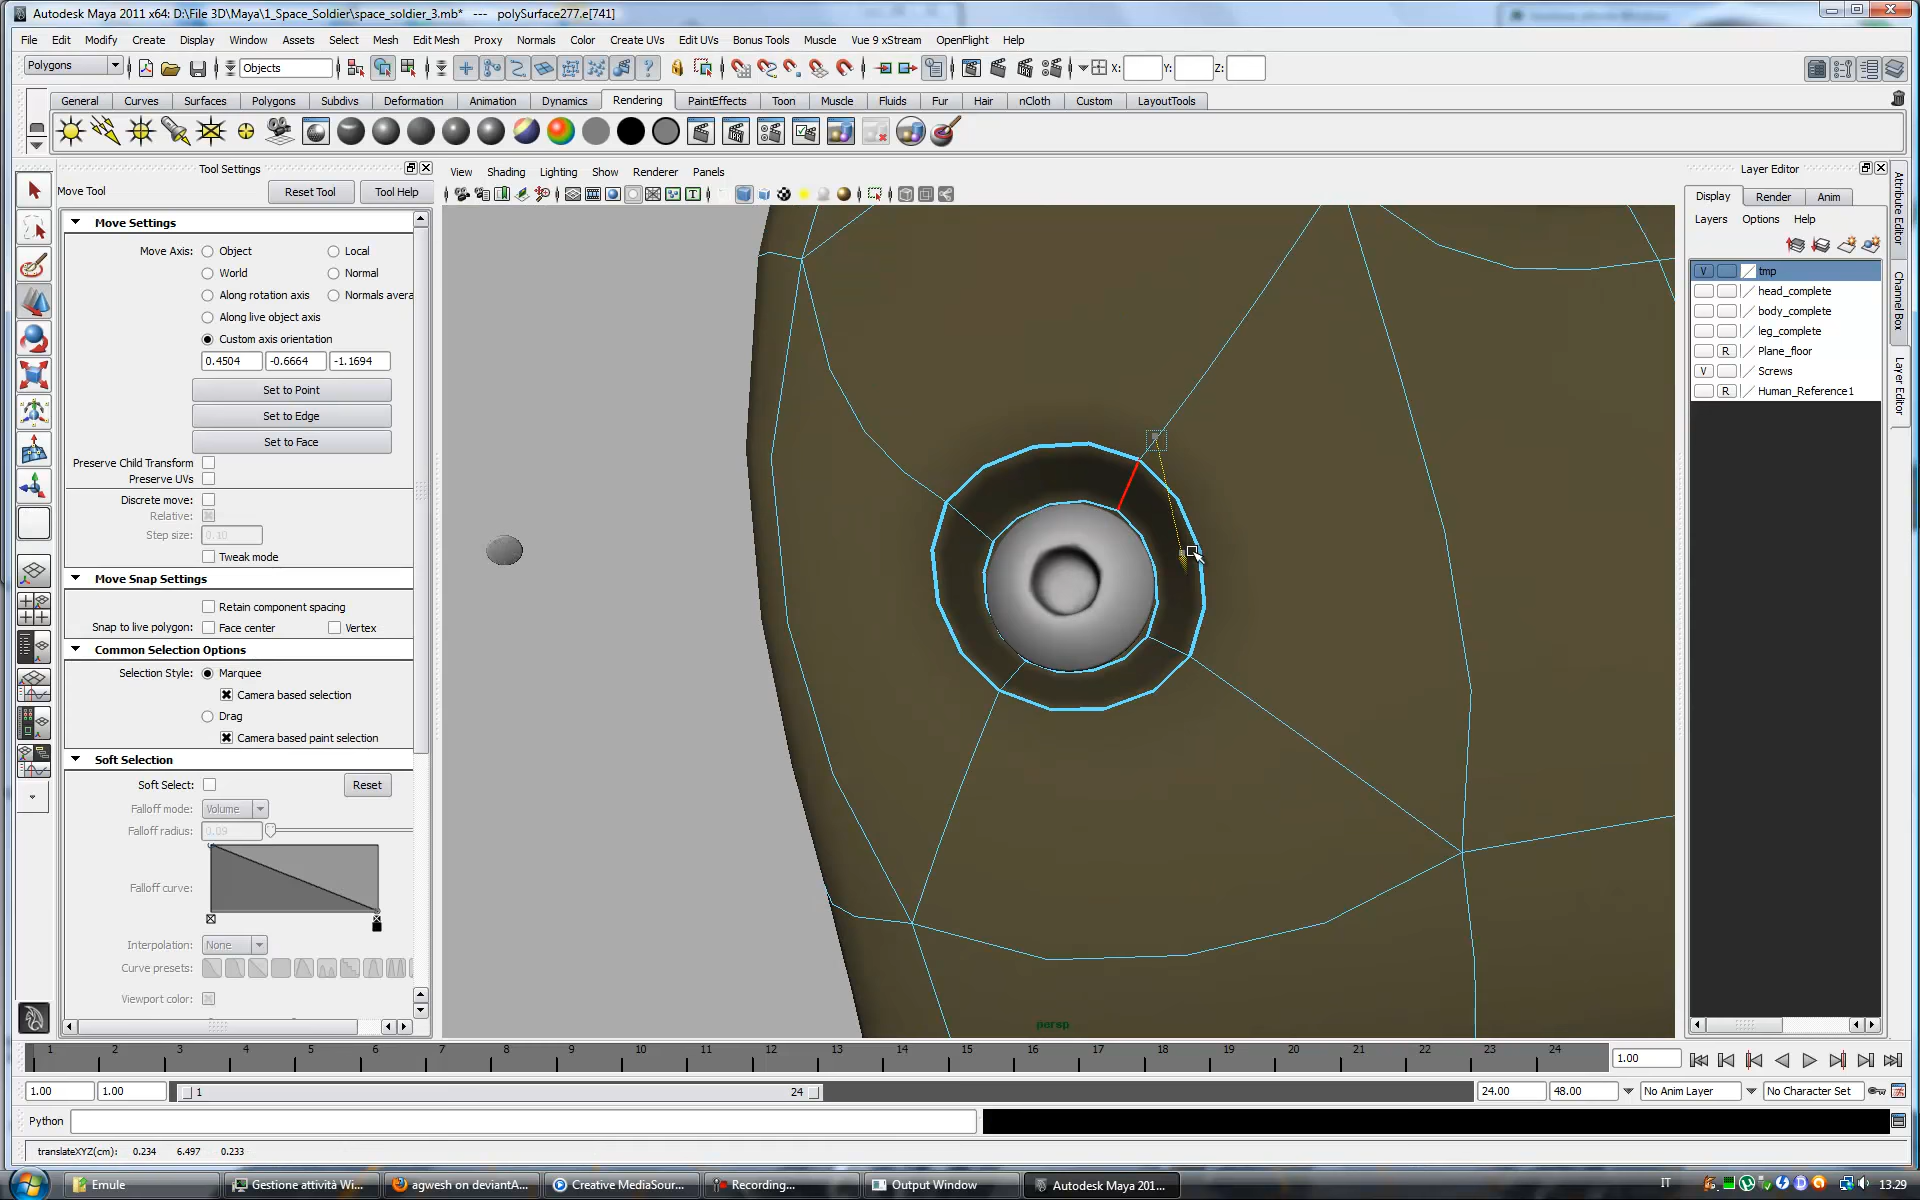 Autodesk Maya 2011 x64: D:\File 3D\Maya\1_Space_Soldier\space_soldier_3.mb* --- polySurface277.e[741]
File Edit Modify Create Display Window Assets Select Mesh Edit Mesh Proxy Normals Color Create UVs Edit UVs Bonus Tools Muscle Vue 9 xStream OpenFlight Help
Polygons Objects X: Y: Z:
General Curves Surfaces Polygons Subdivs Deformation Animation Dynamics Rendering PaintEffects Toon Muscle Fluids Fur Hair nCloth Custom LayoutTools
Tool Settings
Move Tool Reset Tool Tool Help
Move Settings
Move Axis: Object Local
World Normal
Along rotation axis Normals avera
Along live object axis
Custom axis orientation
0.4504 -0.6664 -1.1694
Set to Point
Set to Edge
Set to Face
Preserve Child Transform
Preserve UVs
Discrete move:
Relative:
Step size: 0.10
Tweak mode
Move Snap Settings
Retain component spacing
Snap to live polygon: Face center Vertex
Common Selection Options
Selection Style: Marquee
Camera based selection
Drag
Camera based paint selection
Soft Selection
Soft Select: Reset
Falloff mode: Volume
Falloff radius: 0.09
Falloff curve:
Interpolation: None
Curve presets:
Viewport color:
View Shading Lighting Show Renderer Panels
persp
Layer Editor
Display Render Anim
Layers Options Help
V tmp
head_complete
body_complete
leg_complete
R Plane_floor
V Screws
R Human_Reference1
Attribute Editor
Channel Box
Layer Editor
1 2 3 4 5 6 7 8 9 10 11 12 13 14 15 16 17 18 19 20 21 22 23 24
1.00
1.00 1.00 1 24 24.00 48.00 No Anim Layer No Character Set
Python
translateXYZ(cm): 0.234 6.497 0.233
Emule Gestione attività Wi... agwesh on deviantA... Creative MediaSour... Recording... Output Window Autodesk Maya 201... IT 13.29